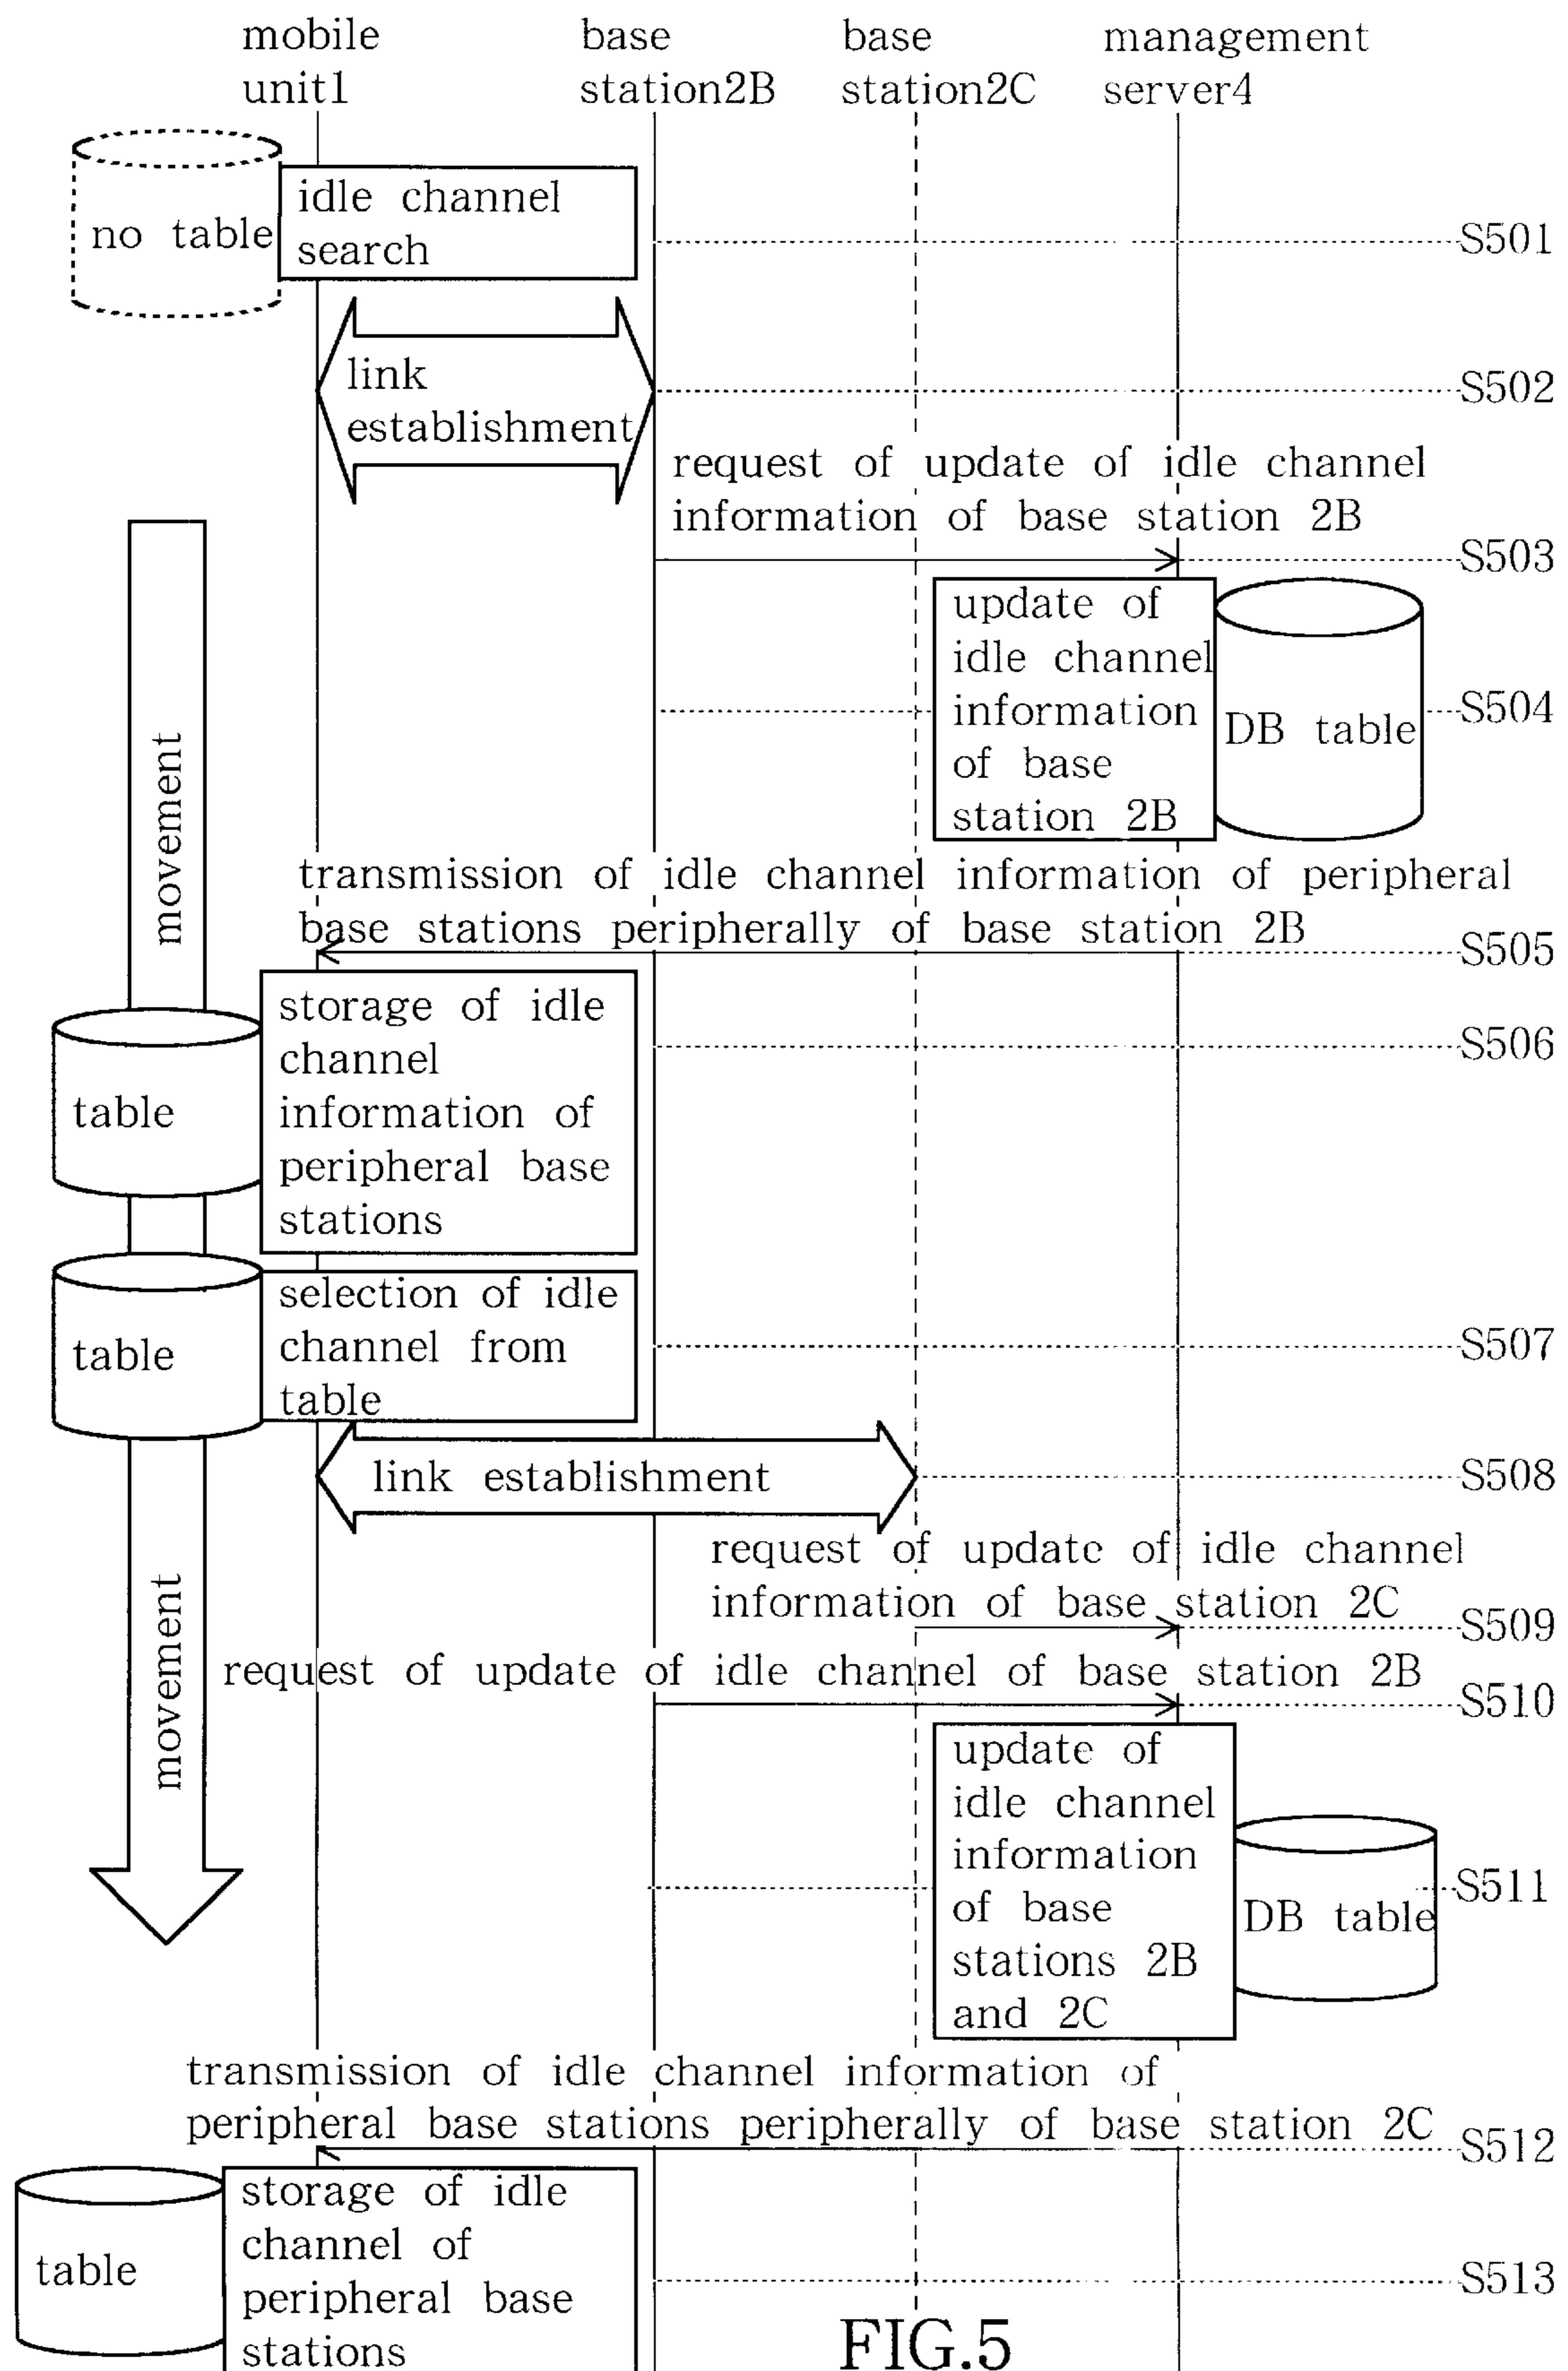 mobile unit1
base station2B
base station2C
management server4
no table
idle channel
search
S501
link
establishment
S502
request of update of idle channel
information of base station 2B
S503
update of
idle channel
information
of base
station 2B
DB table
S504
movement
transmission of idle channel information of peripheral
base stations peripherally of base station 2B
S505
storage of idle
channel
information of
peripheral base
stations
table
S506
selection of idle
channel from
table
table
S507
link establishment
S508
request of update of idle channel
information of base station 2C
S509
movement
request of update of idle channel of base station 2B
S510
update of
idle channel
information
of base
stations 2B
and 2C
DB table
S511
transmission of idle channel information of
peripheral base stations peripherally of base station 2C
S512
storage of idle
channel of
peripheral base
stations
table
S513
FIG.5